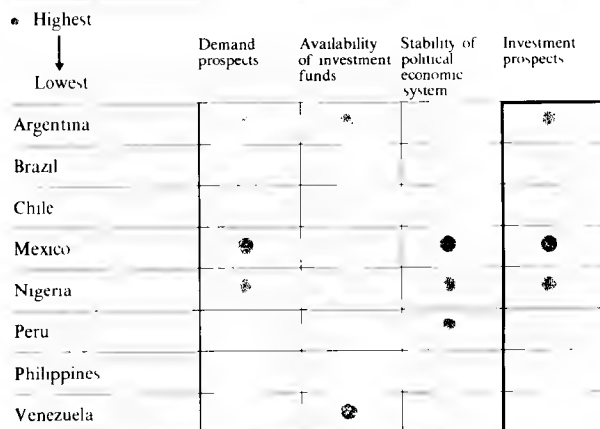 Highest
Lowest
Demand prospects
Availability of investment funds
Stability of political economic system
Investment prospects
Argentina
Brazil
Chile
Mexico
Nigeria
Peru
Philippines
Venezuela